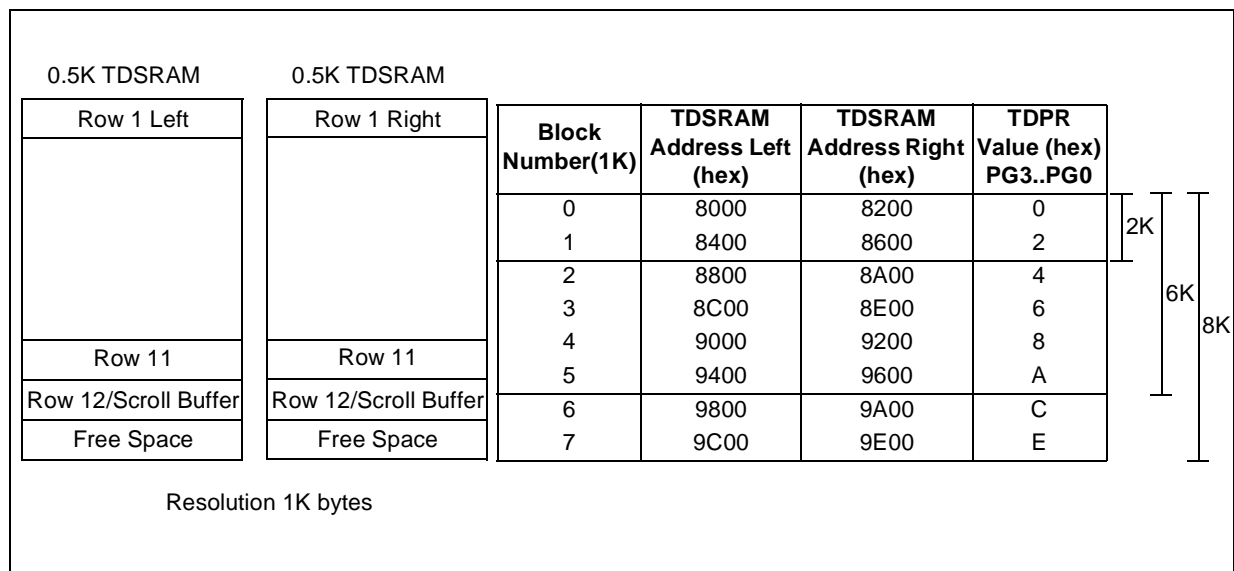 0.5K TDSRAM
0.5K TDSRAM
Row 1 Left
Row 1 Right
Row 11
Row 11
Row 12/Scroll Buffer
Row 12/Scroll Buffer
Free Space
Free Space
Resolution 1K bytes
Block Number(1K) TDSRAM Address Left (hex) TDSRAM Address Right (hex) TDPR Value (hex) PG3..PG0
0 8000 8200 0
1 8400 8600 2
2 8800 8A00 4
3 8C00 8E00 6
4 9000 9200 8
5 9400 9600 A
6 9800 9A00 C
7 9C00 9E00 E
2K
6K
8K